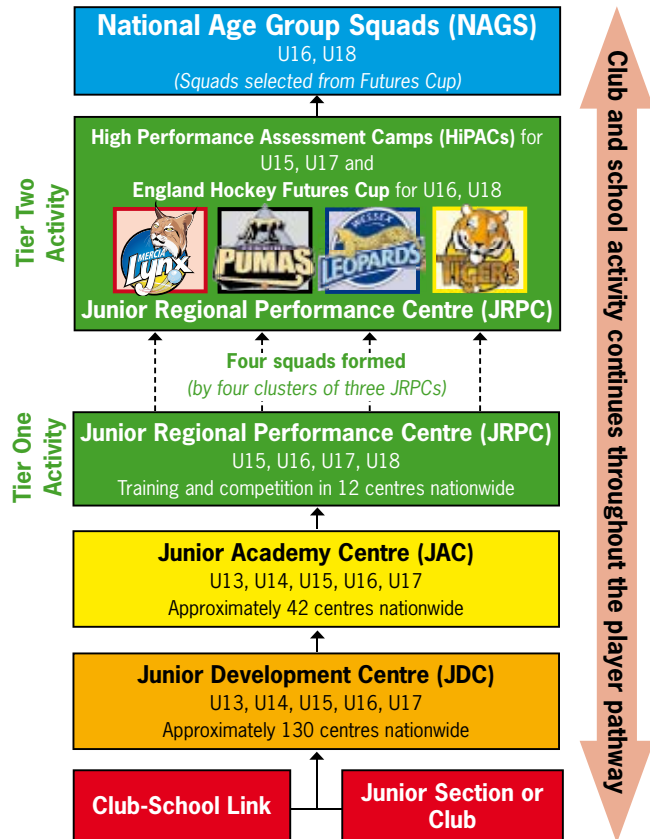 National Age Group Squads (NAGS)
U16, U18
(Squads selected from Futures Cup)
High Performance Assessment Camps (HiPACs) for
U15, U17 and
England Hockey Futures Cup for U16, U18
MERCIA
Lynx
PUMAS
WESSEX
LEOPARDS
TIGERS
Junior Regional Performance Centre (JRPC)
Tier Two
Activity
Four squads formed
(by four clusters of three JRPCs)
Junior Regional Performance Centre (JRPC)
U15, U16, U17, U18
Training and competition in 12 centres nationwide
Tier One
Activity
Junior Academy Centre (JAC)
U13, U14, U15, U16, U17
Approximately 42 centres nationwide
Junior Development Centre (JDC)
U13, U14, U15, U16, U17
Approximately 130 centres nationwide
Club-School Link
Junior Section or
Club
Club and school activity continues throughout the player pathway